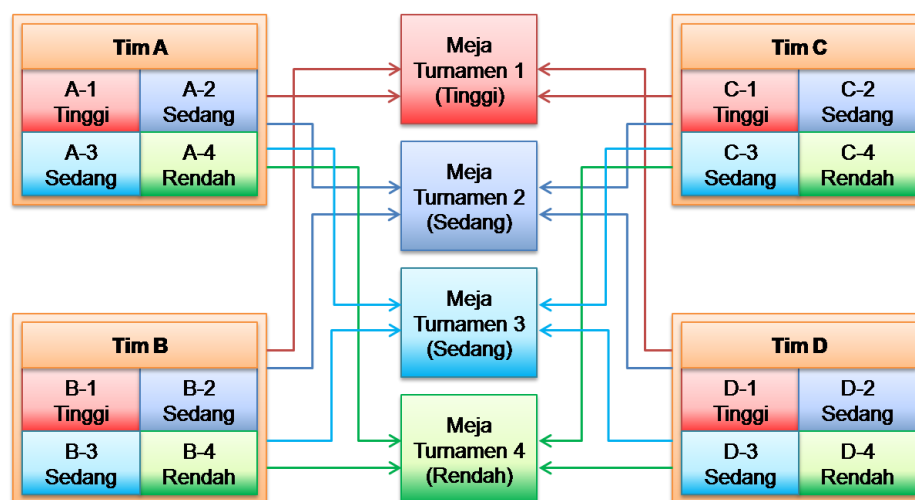 Tim A
A-1
Tinggi
A-2
Sedang
A-3
Sedang
A-4
Rendah
Meja
Turnamen 1
(Tinggi)
Meja
Turnamen 2
(Sedang)
Meja
Turnamen 3
(Sedang)
Meja
Turnamen 4
(Rendah)
Tim C
C-1
Tinggi
C-2
Sedang
C-3
Sedang
C-4
Rendah
Tim B
B-1
Tinggi
B-2
Sedang
B-3
Sedang
B-4
Rendah
Tim D
D-1
Tinggi
D-2
Sedang
D-3
Sedang
D-4
Rendah